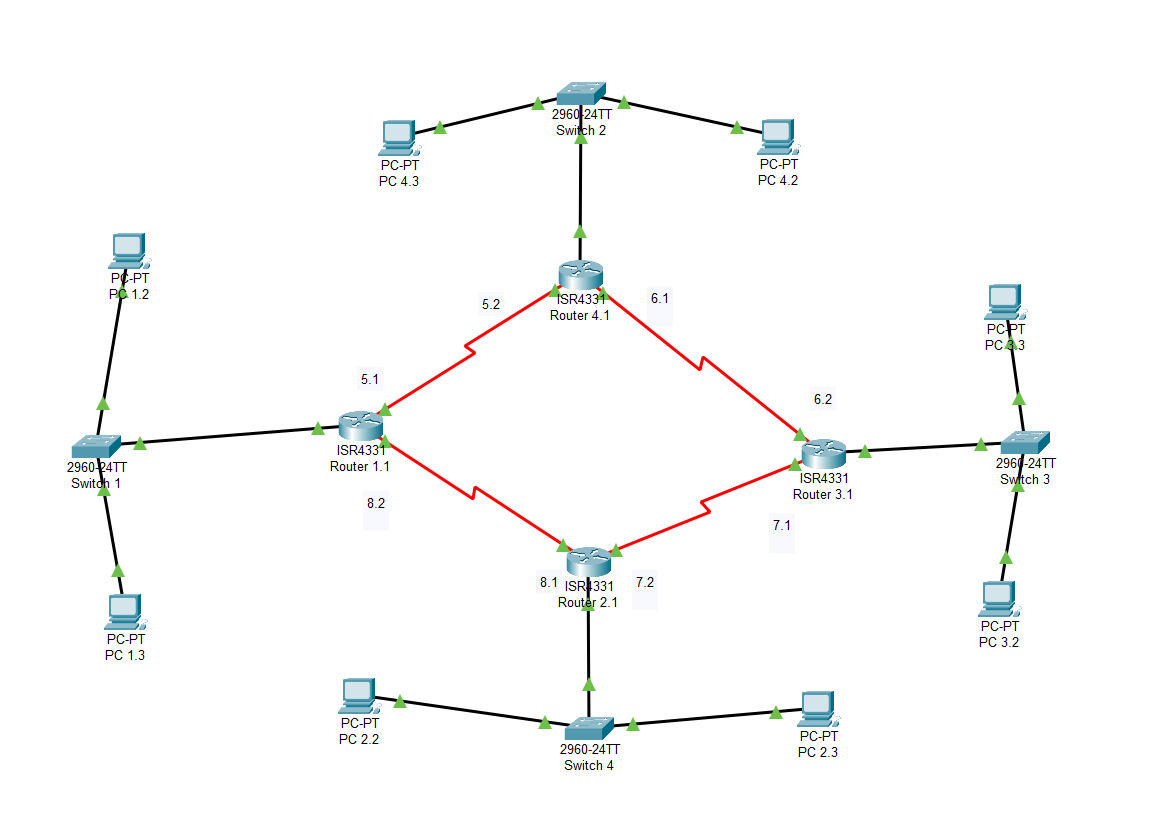 2960-24TT
Switch 2
PC-PT
PC 4.3
PC-PT
PC 4.2
PC-PT
PC 1.2
5.2
ISR4331
Router 4.1
6.1
PC-PT
PC 3.3
5.1
6.2
ISR4331
Router 1.1
2960-24TT
Switch 1
ISR4331
Router 3.1
2960-24TT
Switch 3
8.2
7.1
8.1
ISR4331
Router 2.1
7.2
PC-PT
PC 1.3
PC-PT
PC 3.2
PC-PT
PC 2.2
2960-24TT
Switch 4
PC-PT
PC 2.3